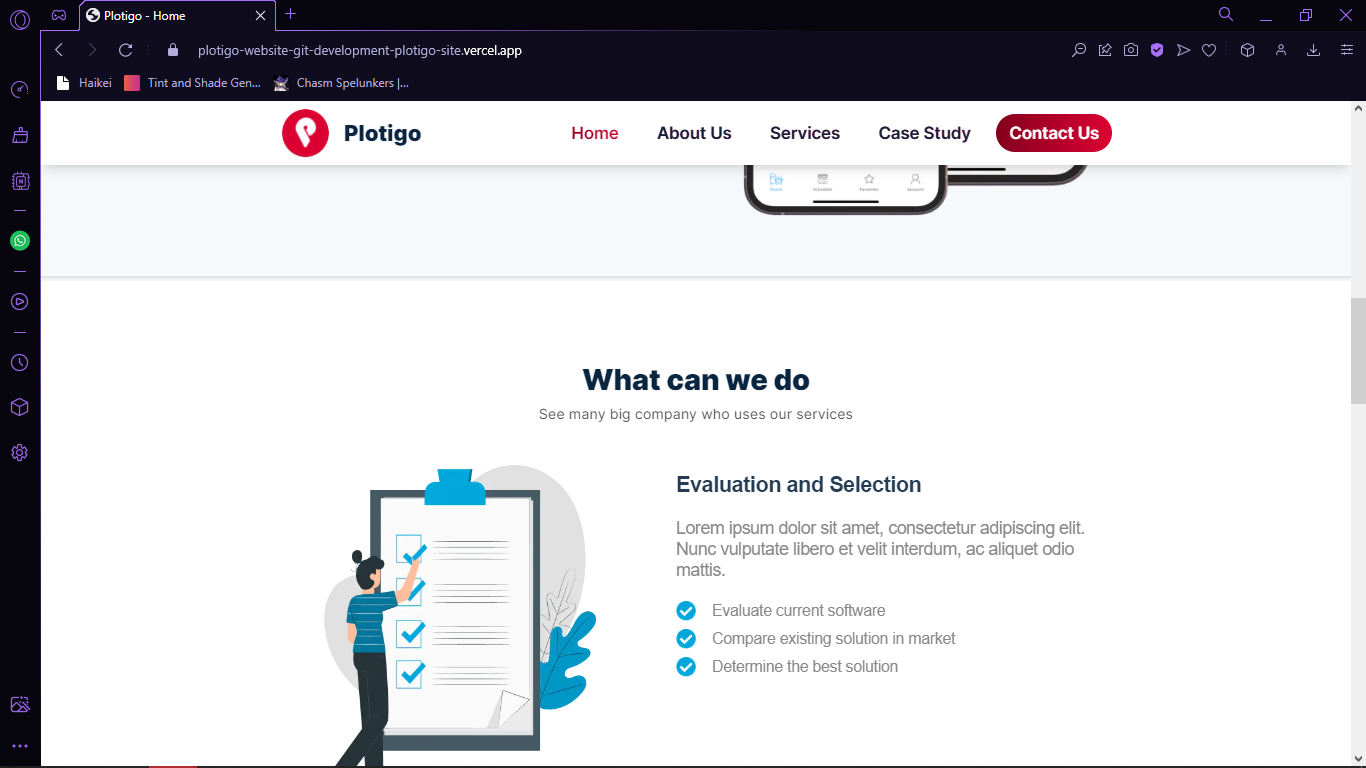 Plotigo - Home
plotigo-website-git-development-plotigo-site.vercel.app
Haikei
Tint and Shade Gen...
Chasm Spelunkers |...
Plotigo
Home
About Us
Services
Case Study
Contact Us
Schedule
Favorites
Account
What can we do
See many big company who uses our services
Evaluation and Selection
Lorem ipsum dolor sit amet, consectetur adipiscing elit.
Nunc vulputate libero et velit interdum, ac aliquet odio
mattis.
Evaluate current software
Compare existing solution in market
Determine the best solution